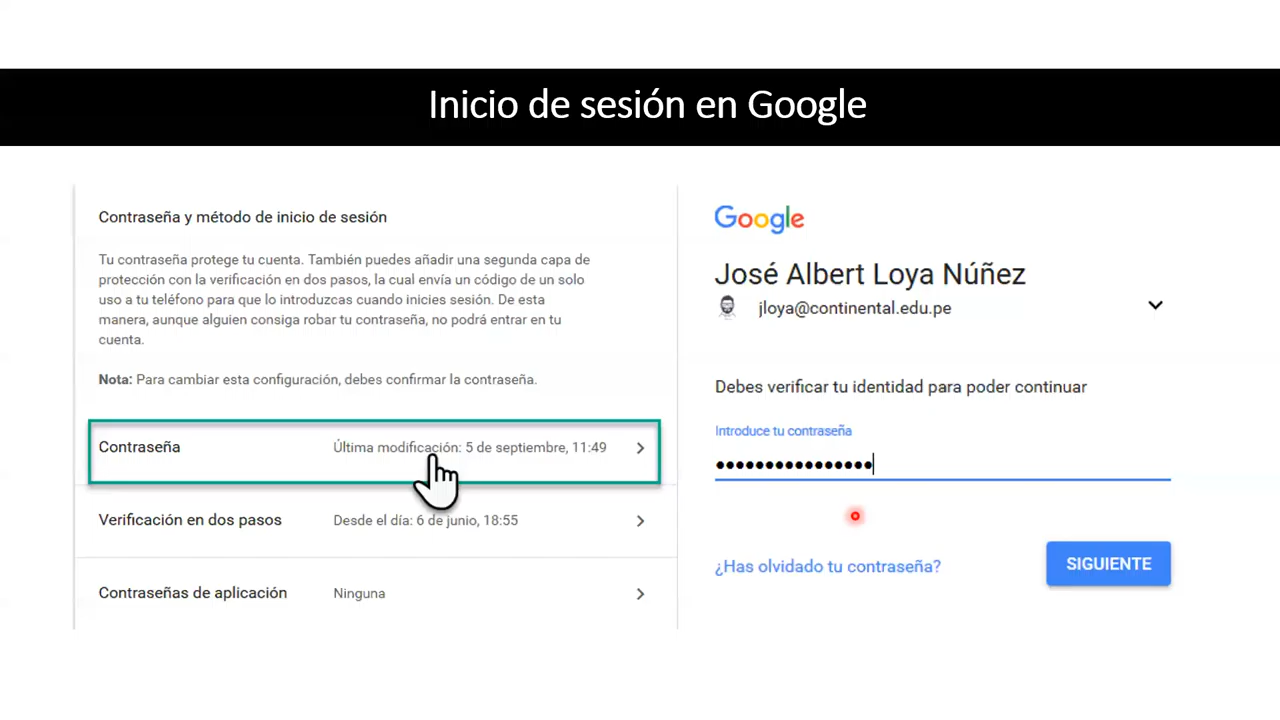 Inicio de sesión en Google
Contraseña y método de inicio de sesión
Tu contraseña protege tu cuenta. También puedes añadir una segunda capa de
protección con la verificación en dos pasos, la cual envía un código de un solo
uso a tu teléfono para que lo introduzcas cuando inicies sesión. De esta
manera, aunque alguien consiga robar tu contraseña, no podrá entrar en tu
cuenta.
Nota: Para cambiar esta configuración, debes confirmar la contraseña.
Contraseña Última modificación: 5 de septiembre, 11:49
Verificación en dos pasos Desde el día: 6 de junio, 18:55
Contraseñas de aplicación Ninguna
Google
José Albert Loya Núñez
jloya@continental.edu.pe
Debes verificar tu identidad para poder continuar
Introduce tu contraseña
••••••••••••••••
¿Has olvidado tu contraseña? SIGUIENTE